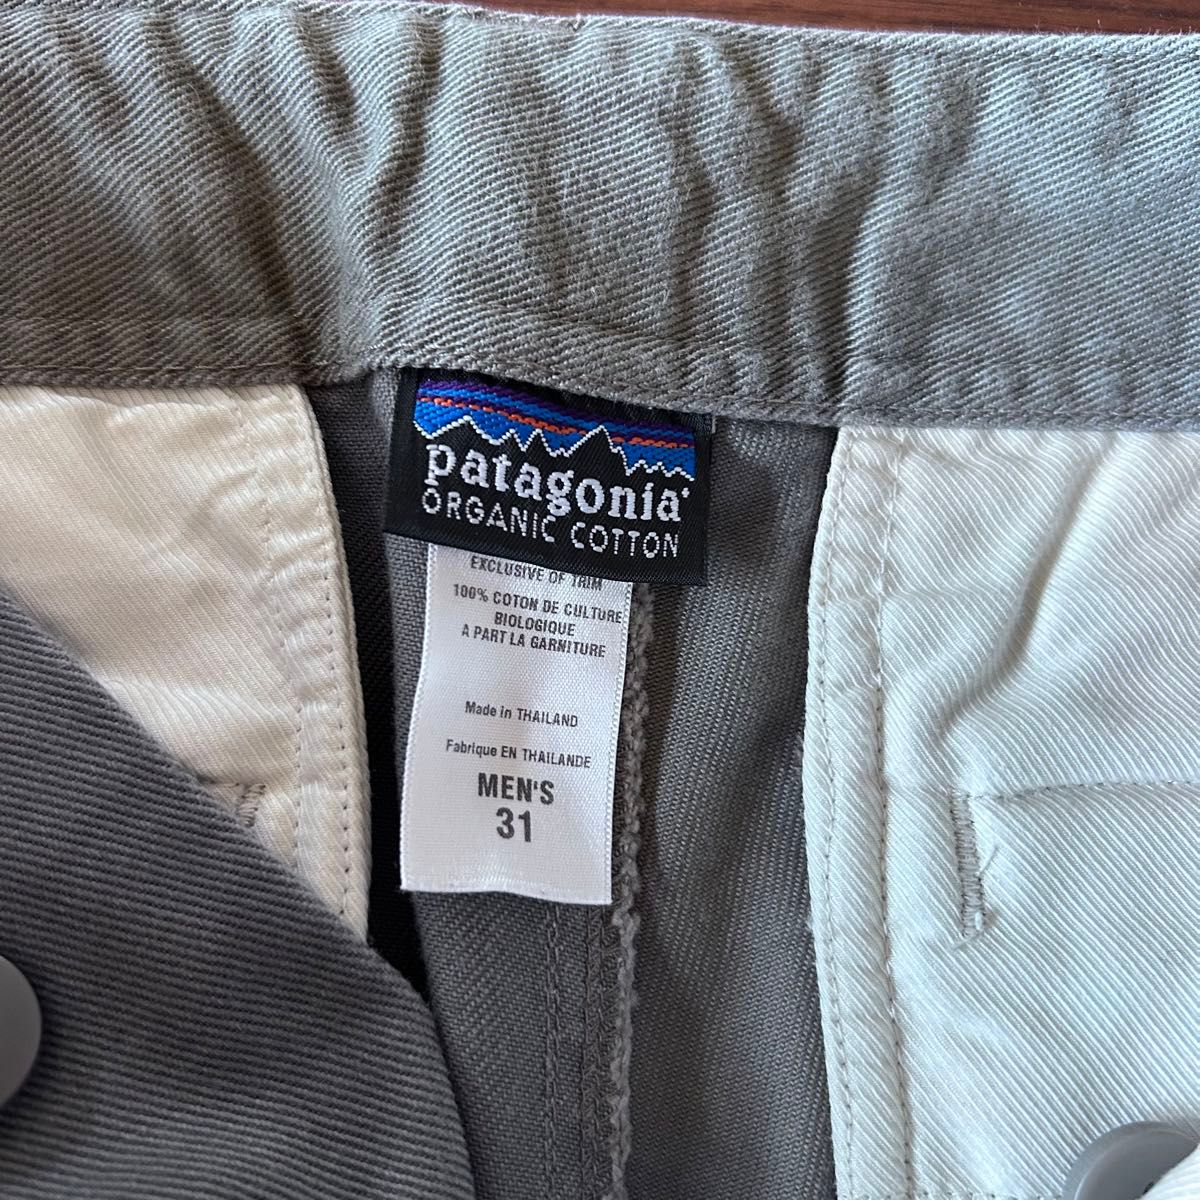 patagonia
ORGANIC COTTON
EXCLUSIVE OF TRIM
100% COTON DE CULTURE
BIOLOGIQUE
A PART LA GARNITURE
Made in THAILAND
Fabrique EN THAILANDE
MEN'S
31